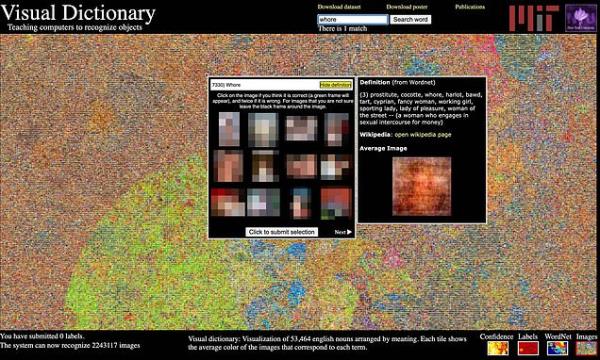 Visual Dictionary
Teaching computers to recognize objects
Download dataset
Download poster
Publications
whore
Search word
There is 1 match
MIT
7330) Whore
Hide definition
Click on the image if you think it is correct (a green frame will
appear), and twice if it is wrong. For images that you are not sure
leave the black frame around the image.
Click to submit selection
Next
Definition (from Wordnet)
(3) prostitute, cocotte, whore, harlot, bawd,
tart, cyprian, fancy woman, working girl,
sporting lady, lady of pleasure, woman of
the street -- (a woman who engages in
sexual intercourse for money)
Wikipedia: open wikipedia page
Average Image
You have submitted 0 labels.
The system can now recognize 2243117 images
Visual dictionary: Visualization of 53,464 english nouns arranged by meaning. Each tile shows
the average color of the images that correspond to each term.
Confidence
Labels
WordNet
Images